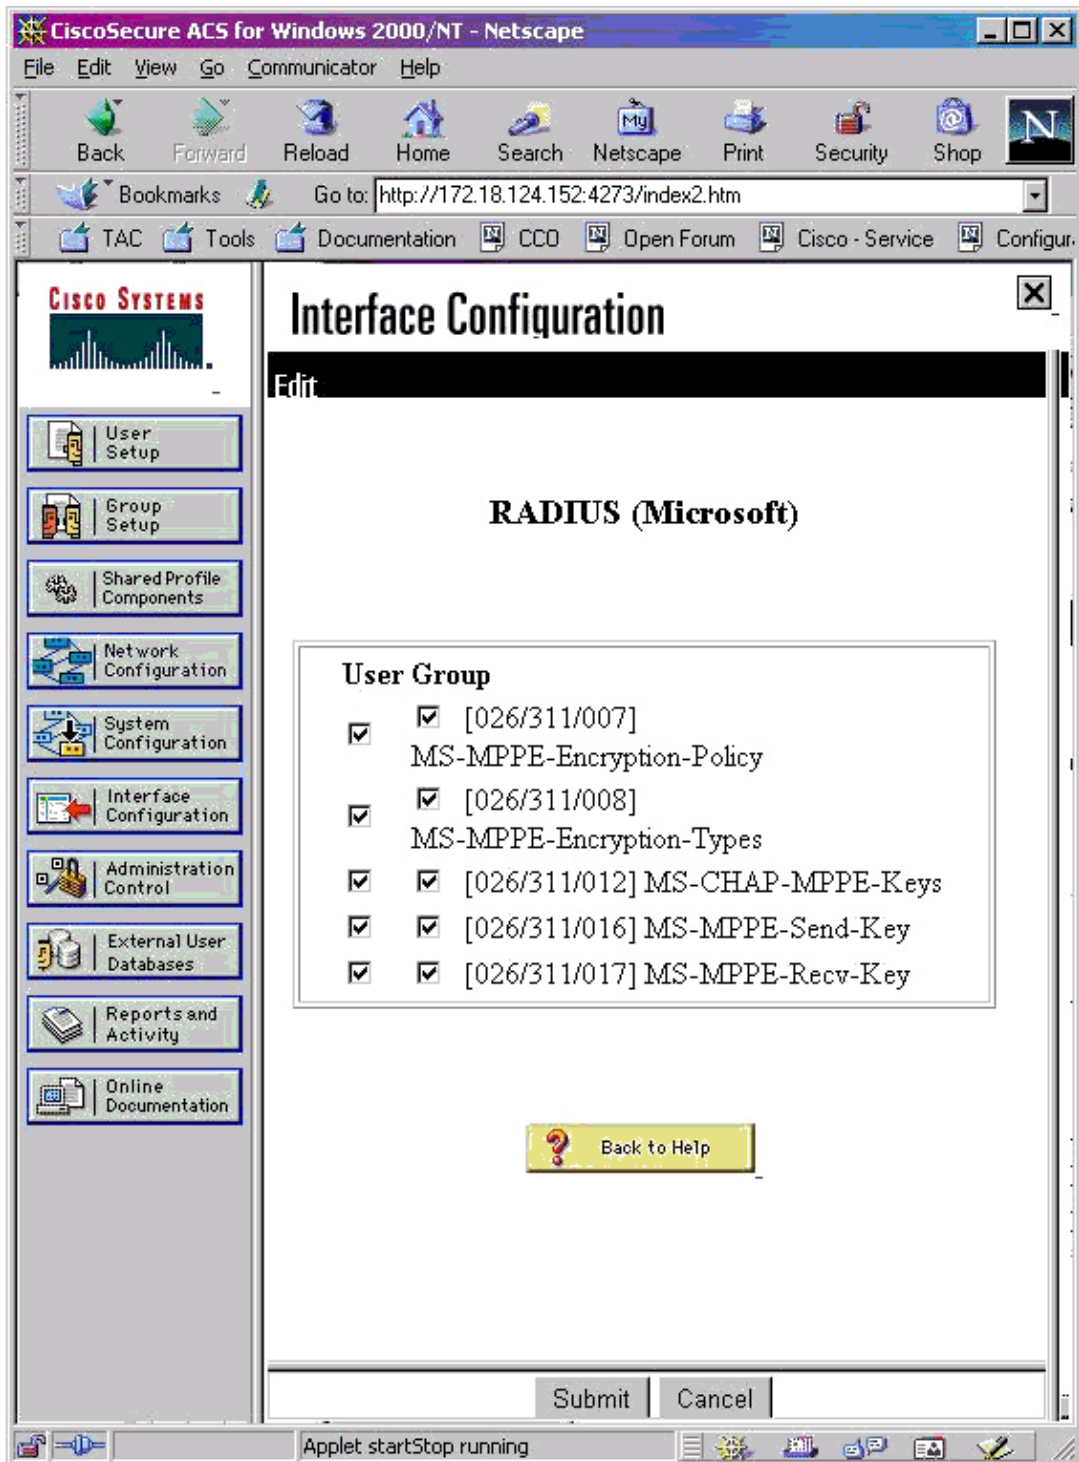 CiscoSecure ACS for Windows 2000/NT - Netscape
File Edit View Go Communicator Help
Back Forward Reload Home Search Netscape Print Security Shop
My
N
Bookmarks Go to: http://172.18.124.152:4273/index2.htm
TAC Tools Documentation CCO Open Forum Cisco - Service Configur
CISCO SYSTEMS
Interface Configuration
Edit
User
Setup
Group
Setup
Shared Profile
Components
Network
Configuration
System
Configuration
Interface
Configuration
Administration
Control
External User
Databases
Reports and
Activity
Online
Documentation
RADIUS (Microsoft)
User Group
[026/311/007]
MS-MPPE-Encryption-Policy
[026/311/008]
MS-MPPE-Encryption-Types
[026/311/012] MS-CHAP-MPPE-Keys
[026/311/016] MS-MPPE-Send-Key
[026/311/017] MS-MPPE-Recv-Key
? Back to Help
Submit Cancel
Applet startStop running